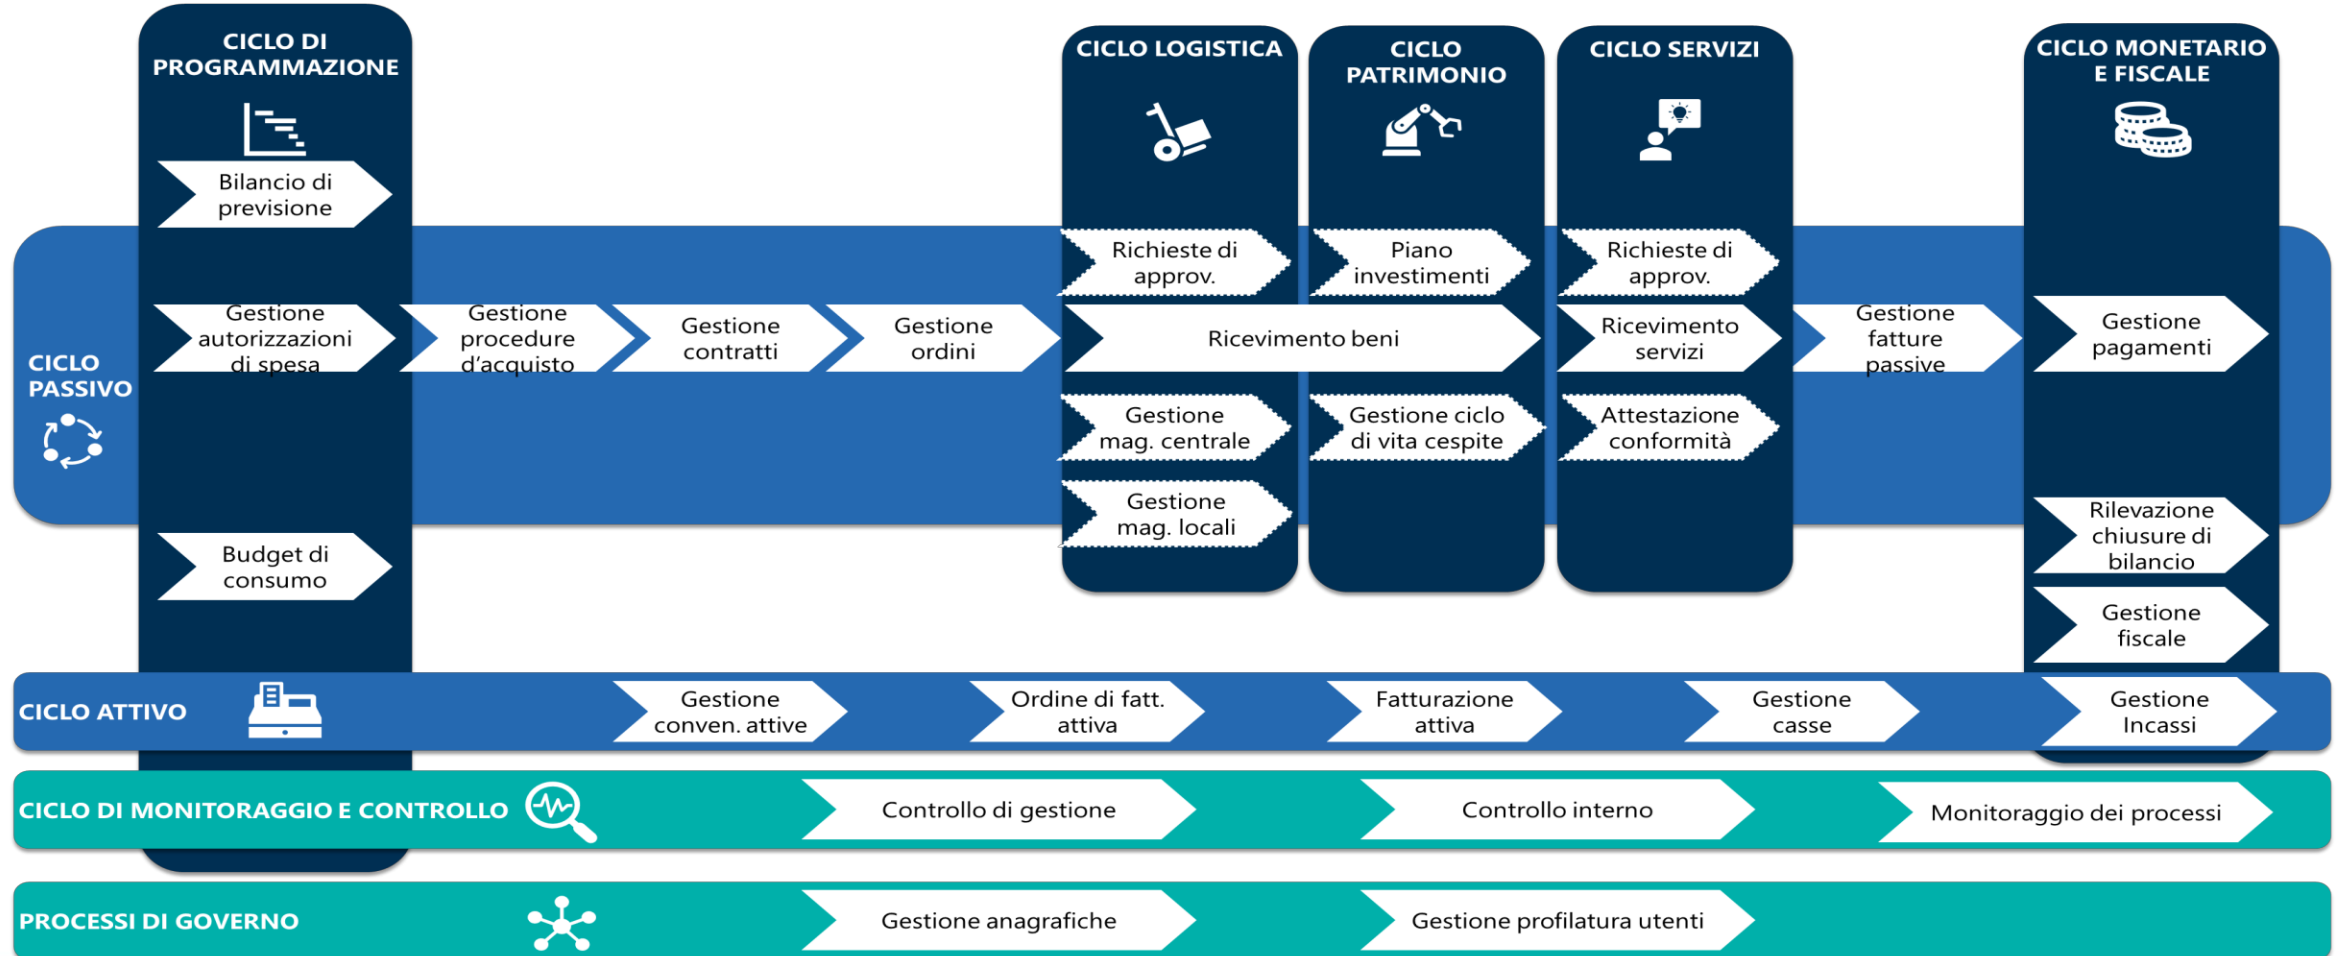 CICLO DI
PROGRAMMAZIONE
Bilancio di
previsione
CICLO LOGISTICA
CICLO
PATRIMONIO
CICLO SERVIZI
CICLO MONETARIO
E FISCALE
CICLO
PASSIVO
Gestione
autorizzazioni
di spesa
Gestione
procedure
d'acquisto
Gestione
contratti
Gestione
ordini
Richieste di
approv.
Piano
investimenti
Richieste di
approv.
Ricevimento beni
Ricevimento
servizi
Gestione
fatture
passive
Gestione
pagamenti
Gestione
mag. centrale
Gestione ciclo
di vita cespite
Attestazione
conformità
Gestione
mag. locali
Budget di
consumo
Rilevazione
chiusure di
bilancio
Gestione
fiscale
CICLO ATTIVO
Gestione
conven. attive
Ordine di fatt.
attiva
Fatturazione
attiva
Gestione
casse
Gestione
Incassi
CICLO DI MONITORAGGIO E CONTROLLO
Controllo di gestione
Controllo interno
Monitoraggio dei processi
PROCESSI DI GOVERNO
Gestione anagrafiche
Gestione profilatura utenti